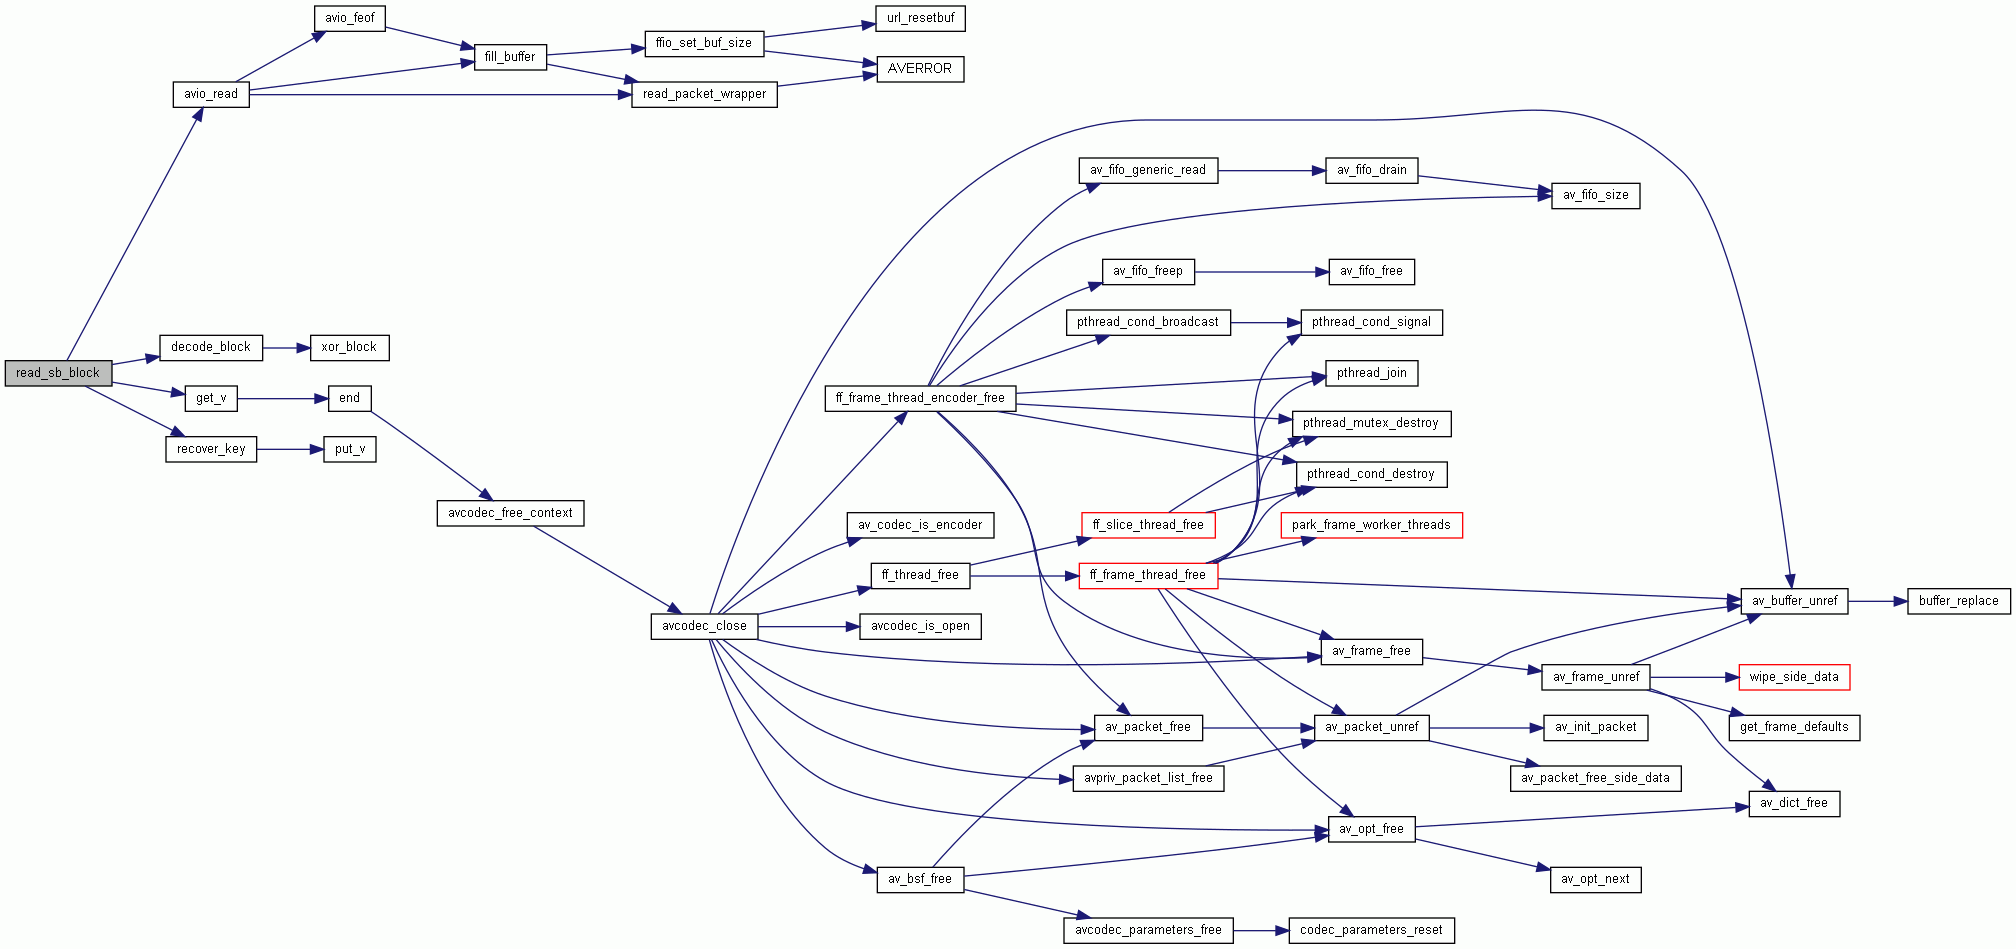 read_sb_block
avio_read
avio_feof
fill_buffer
ffio_set_buf_size
url_resetbuf
AVERROR
read_packet_wrapper
decode_block
xor_block
get_v
end
recover_key
put_v
avcodec_free_context
avcodec_close
ff_frame_thread_encoder_free
av_codec_is_encoder
ff_thread_free
avcodec_is_open
av_bsf_free
av_fifo_generic_read
av_fifo_drain
av_fifo_size
av_fifo_freep
av_fifo_free
pthread_cond_broadcast
pthread_cond_signal
pthread_join
pthread_mutex_destroy
pthread_cond_destroy
ff_slice_thread_free
park_frame_worker_threads
ff_frame_thread_free
av_buffer_unref
buffer_replace
av_frame_free
av_frame_unref
wipe_side_data
get_frame_defaults
av_packet_free
av_packet_unref
av_init_packet
avpriv_packet_list_free
av_packet_free_side_data
av_dict_free
av_opt_free
av_opt_next
avcodec_parameters_free
codec_parameters_reset